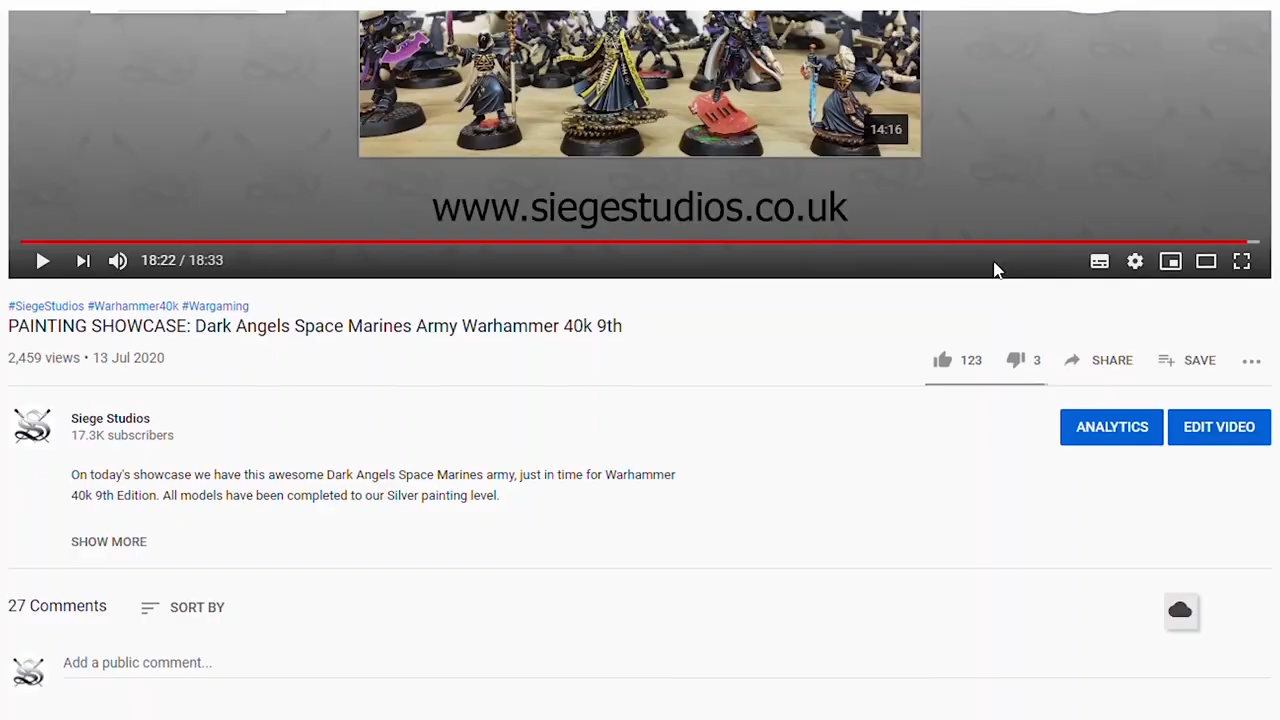 14:16
www.siegestudios.co.uk
18:22 / 18:33
#SiegeStudios #Warhammer40k #Wargaming
PAINTING SHOWCASE: Dark Angels Space Marines Army Warhammer 40k 9th
2,459 views • 13 Jul 2020
123
3
SHARE
SAVE
Siege Studios
17.3K subscribers
ANALYTICS
EDIT VIDEO
On today's showcase we have this awesome Dark Angels Space Marines army, just in time for Warhammer
40k 9th Edition. All models have been completed to our Silver painting level.
SHOW MORE
27 Comments
SORT BY
Add a public comment...